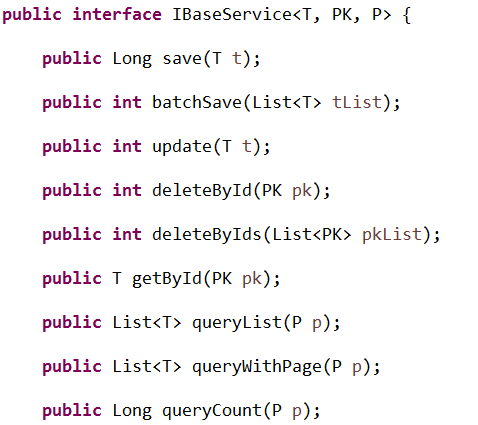 public interface IBaseService<T, PK, P> {
public Long save(T t);
public int batchSave(List<T> tList);
public int update(T t);
public int deleteById(PK pk);
public int deleteByIds(List<PK> pkList);
public T getById(PK pk);
public List<T> queryList(P p);
public List<T> queryWithPage(P p);
public Long queryCount(P p);